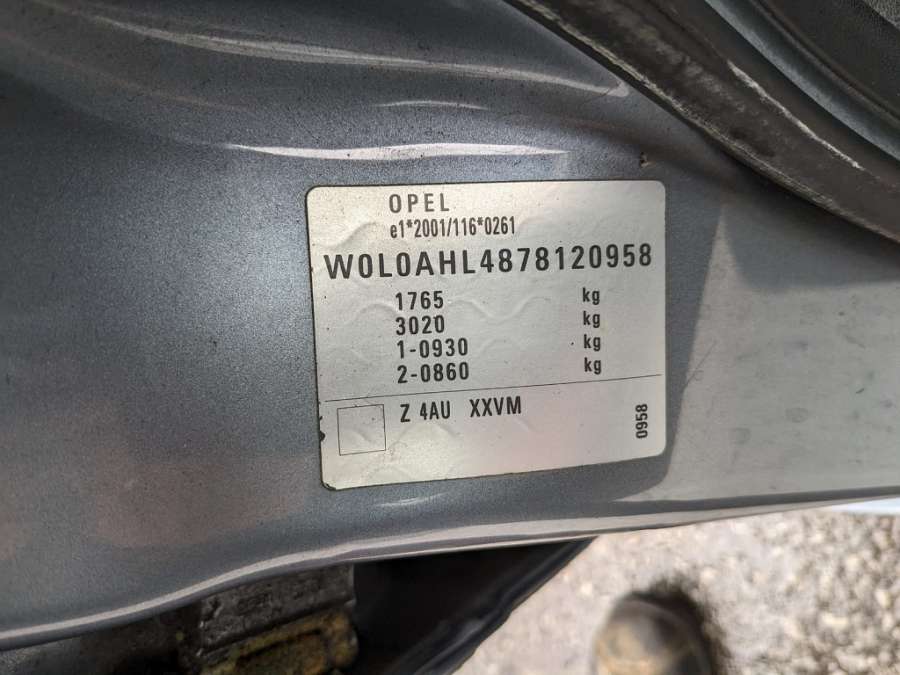 OPEL
e1*2001/116*0261
W0L0AHL4878120958
1765 kg
3020 kg
1-0930 kg
2-0860 kg
Z 4AU XXVM
0958